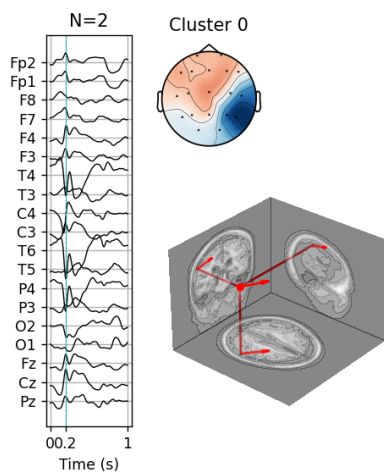 N=2
Cluster 0
Fp2
Fp1
F8
F7
F4
F3
T4
T3
C4
C3
T6
T5
P4
P3
O2
O1
Fz
Cz
Pz
00.2 1
Time (s)